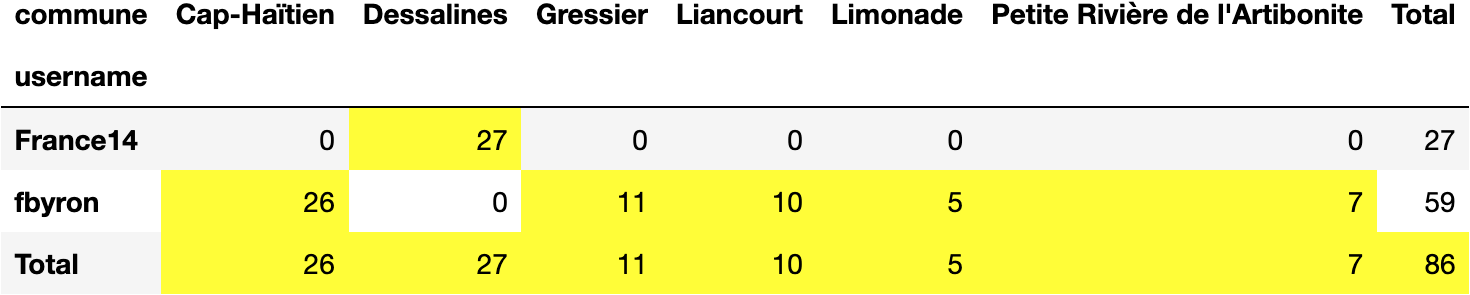 commune Cap-Haïtien Dessalines Gressier Liancourt Limonade Petite Rivière de l'Artibonite Total
username
France14 0 27 0 0 0 0 27
fbyron 26 0 11 10 5 7 59
Total 26 27 11 10 5 7 86